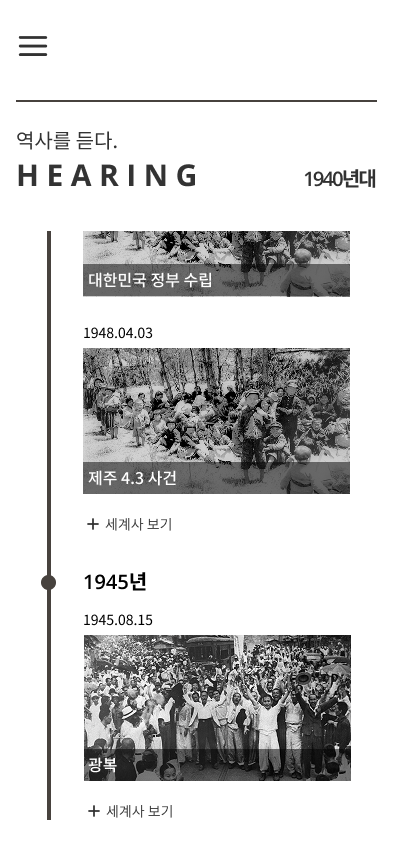 역사를 듣다.
HEARING
1940년대
대한민국 정부 수립
1948.04.03
제주 4.3 사건
+ 세계사 보기
1945년
1945.08.15
광복
+ 세계사 보기